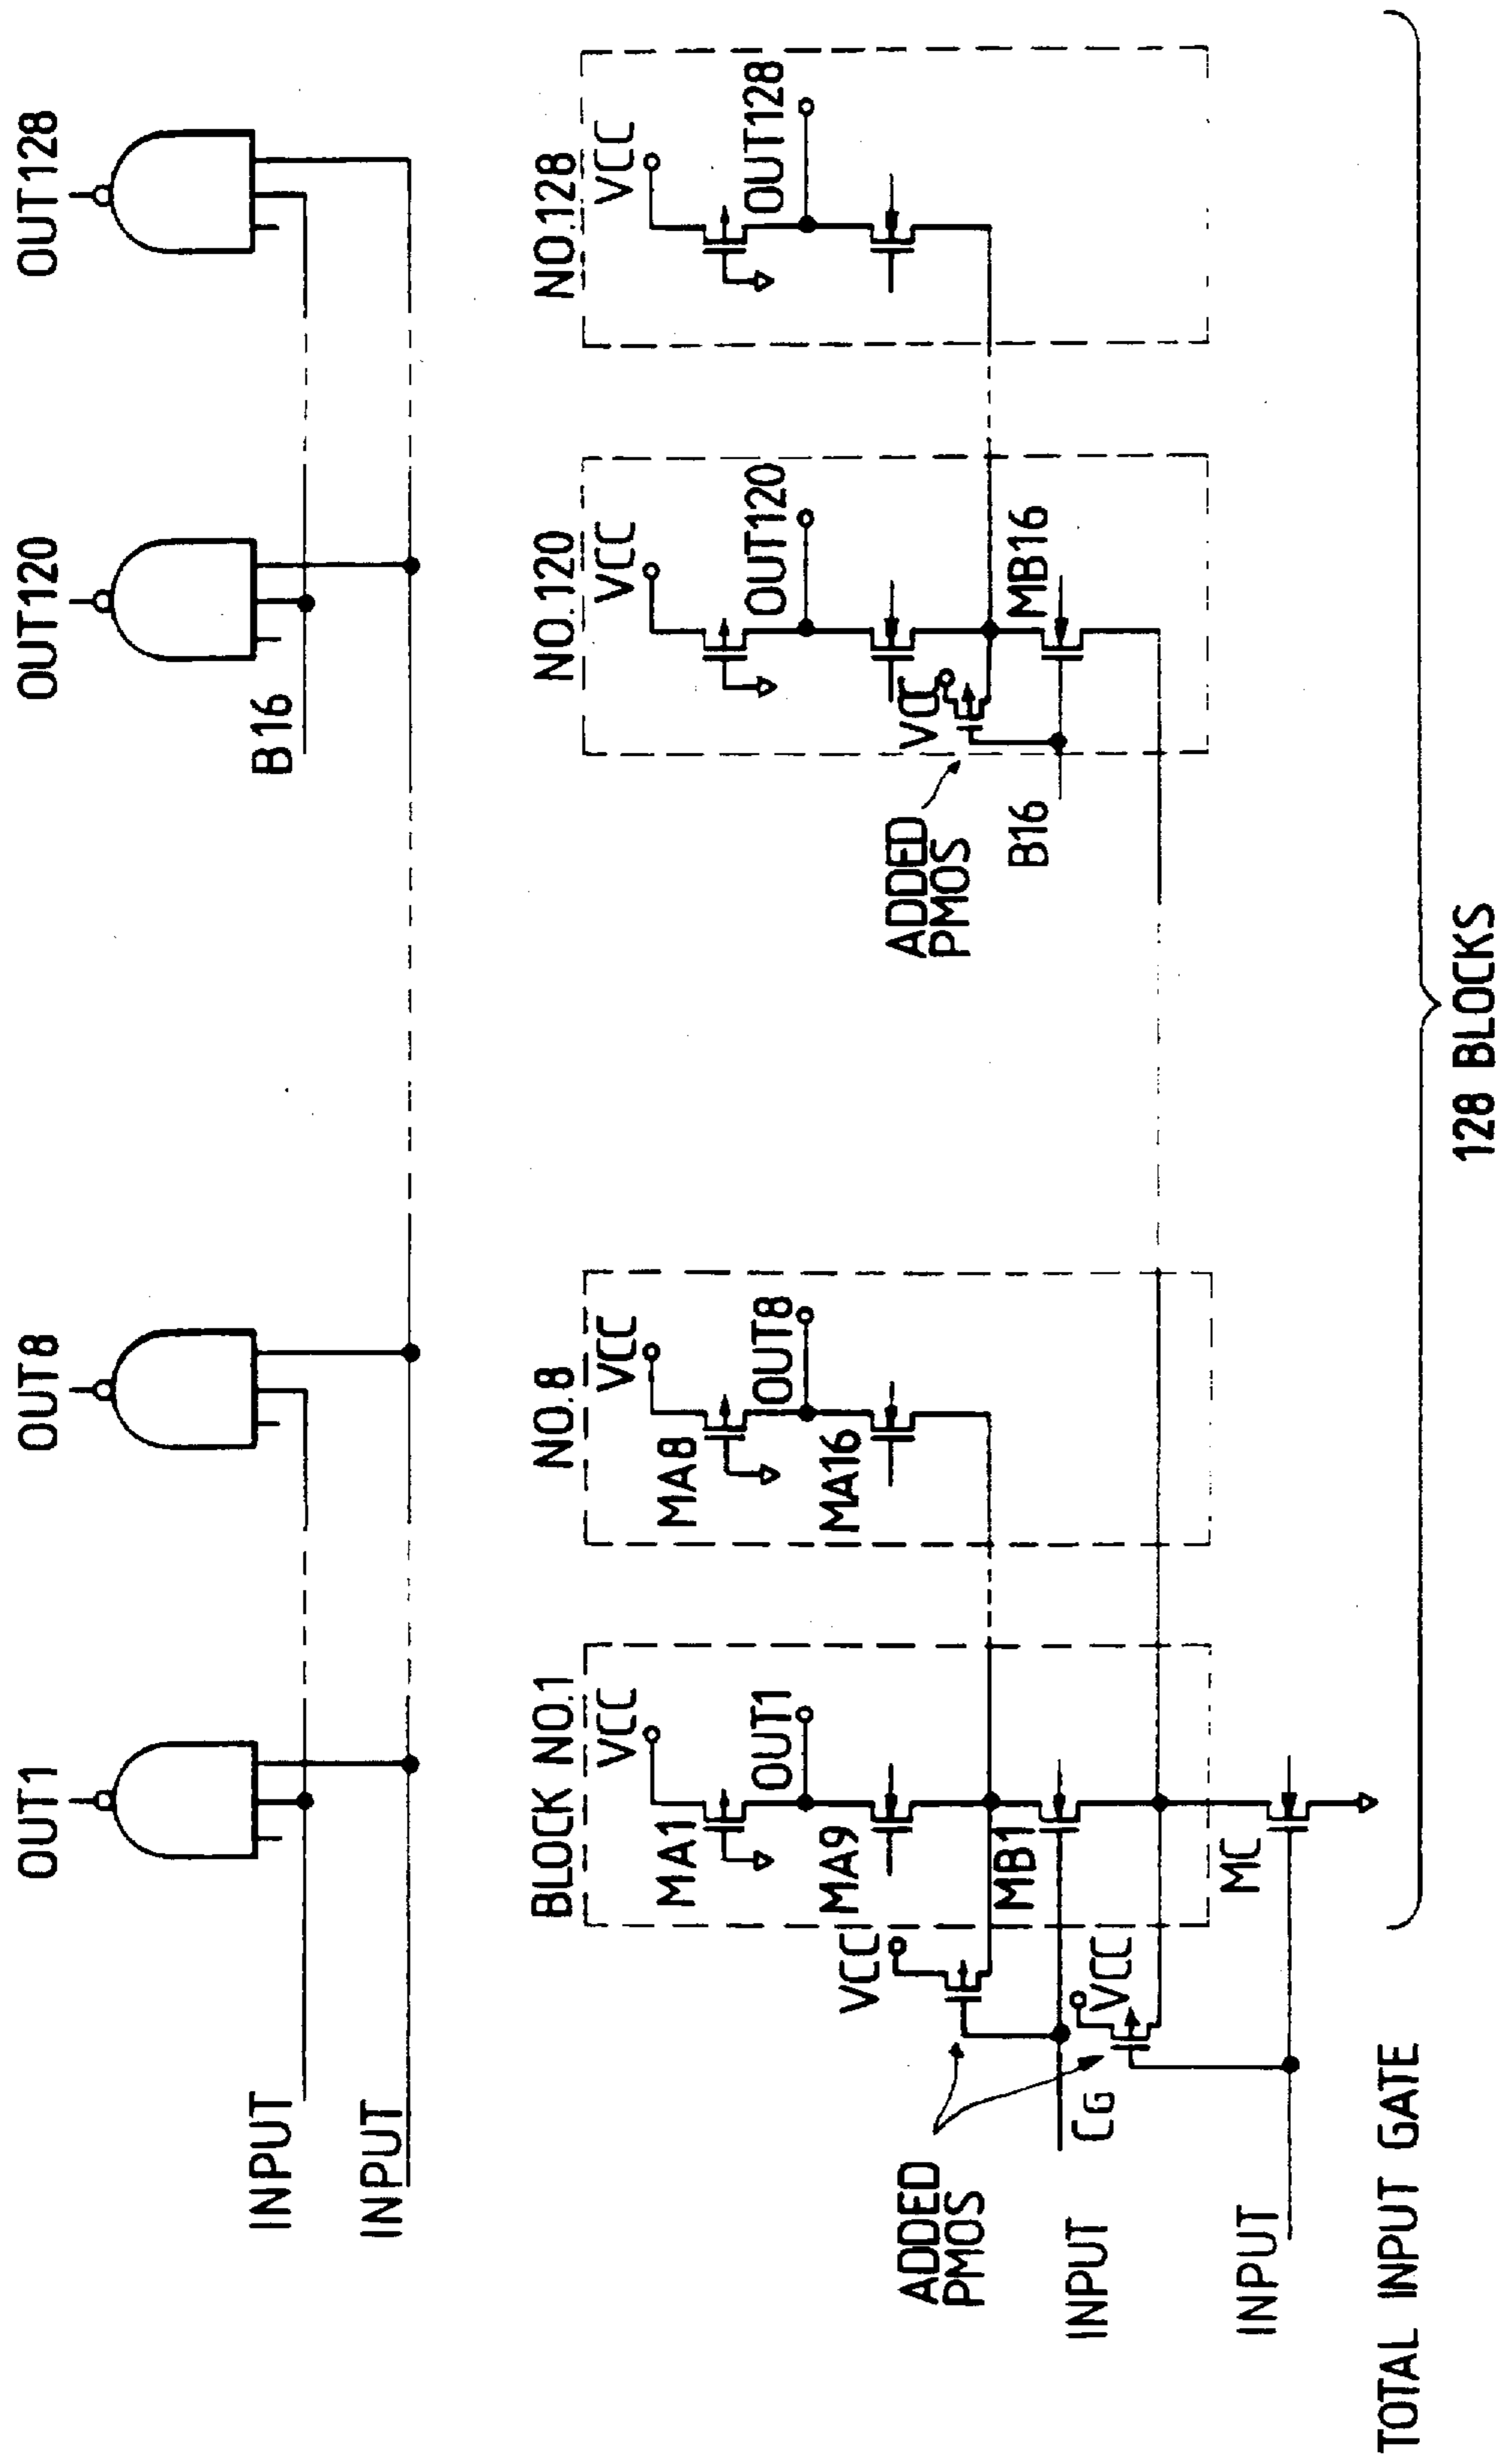 OUT1
OUT8
OUT120
OUT128
INPUT
B16
INPUT
BLOCK NO.1
NO.8
NO.120
NO.128
VCC
VCC
VCC
VCC
MA1
MA8
OUT1
OUT8
OUT120
OUT128
VCC
MA9
MA16
VCC
ADDED
PMOS
ADDED
PMOS
MB1
B16
MB16
INPUT
CG
VCC
INPUT
MC
TOTAL INPUT GATE
128 BLOCKS